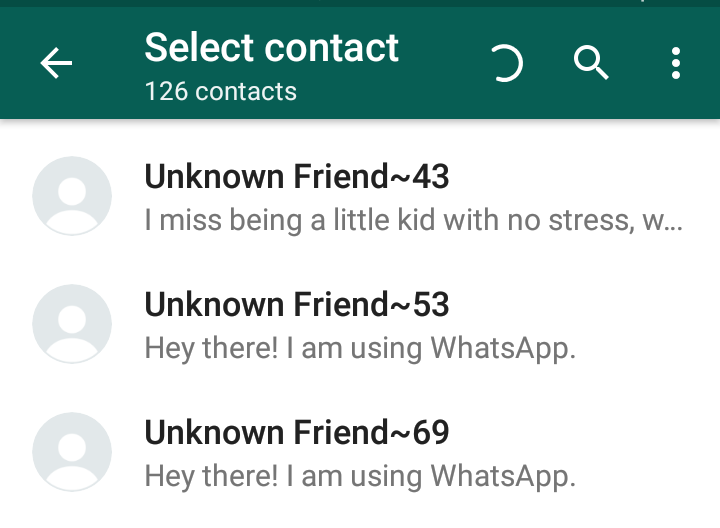 Select contact
126 contacts
Unknown Friend~43
I miss being a little kid with no stress, w...
Unknown Friend~53
Hey there! I am using WhatsApp.
Unknown Friend~69
Hey there! I am using WhatsApp.